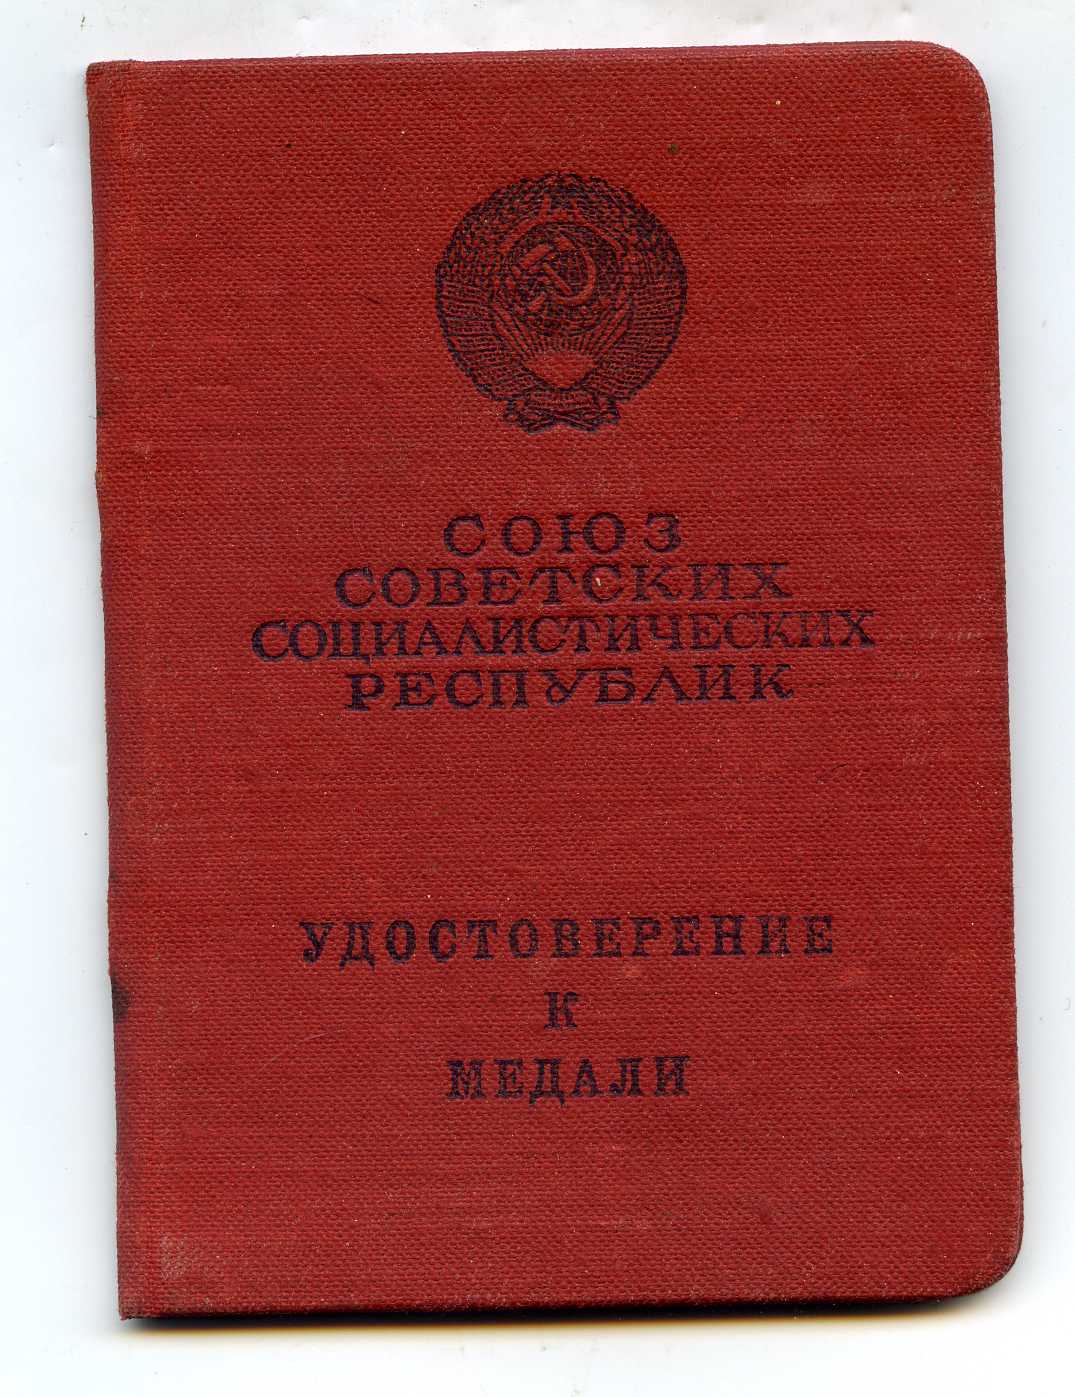 СОЮЗ
СОВЕТСКИХ
СОЦИАЛИСТИЧЕСКИХ
РЕСПУБЛИК
УДОСТОВЕРЕНИЕ
К
МЕДАЛИ